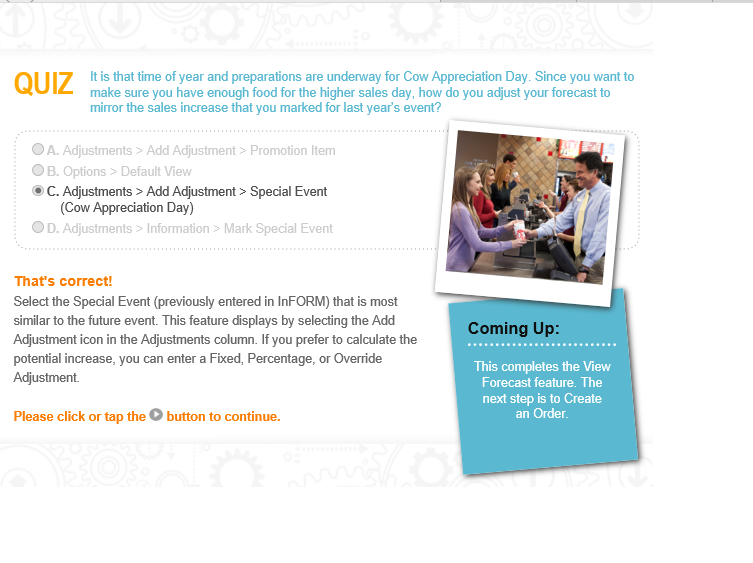 QUIZ
It is that time of year and preparations are underway for Cow Appreciation Day. Since you want to
make sure you have enough food for the higher sales day, how do you adjust your forecast to
mirror the sales increase that you marked for last year's event?
A. Adjustments > Add Adjustment > Promotion Item
B. Options > Default View
C. Adjustments > Add Adjustment > Special Event
(Cow Appreciation Day)
D. Adjustments > Information > Mark Special Event
That's correct!
Select the Special Event (previously entered in InFORM) that is most
similar to the future event. This feature displays by selecting the Add
Adjustment icon in the Adjustments column. If you prefer to calculate the
potential increase, you can enter a Fixed, Percentage, or Override
Adjustment.
Please click or tap the button to continue.
Coming Up:
This completes the View
Forecast feature. The
next step is to Create
an Order.